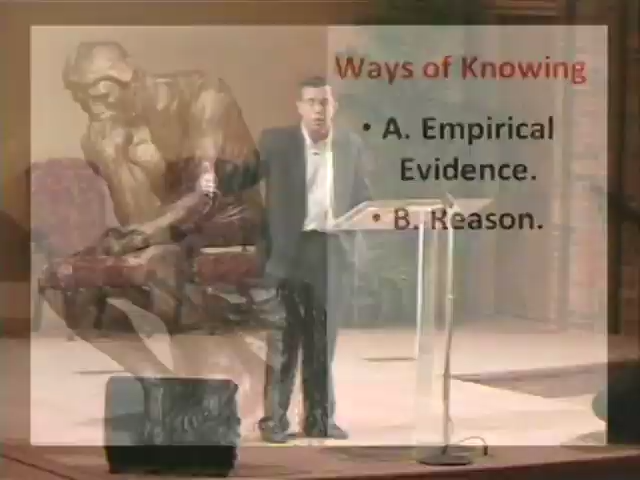 Ways of Knowing
• A. Empirical
Evidence.
• B. Reason.